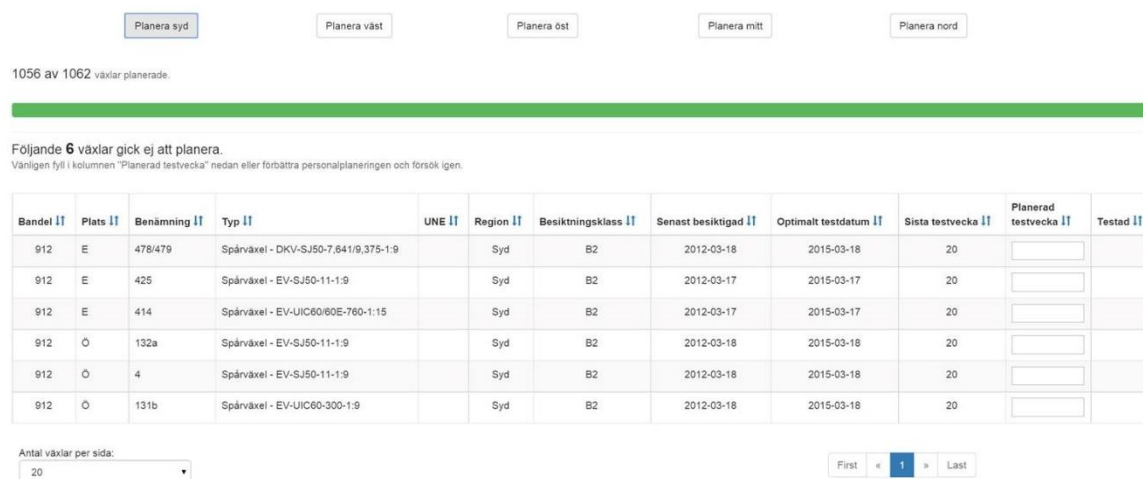 Planera syd Planera väst Planera öst Planera mitt Planera nord
1056 av 1062 växlar planerade.
Följande 6 växlar gick ej att planera.
Vänligen fyll i kolumnen "Planerad testvecka" nedan eller förbättra personalplaneringen och försök igen.
Bandel Plats Benämning Typ UNE Region Besiktningsklass Senast besiktigad Optimalt testdatum Sista testvecka Planerad testvecka Testad
912 E 478/479 Spårväxel - DKV-SJ50-7,641/9,375-1:9 Syd B2 2012-03-18 2015-03-18 20
912 E 425 Spårväxel - EV-SJ50-11-1:9 Syd B2 2012-03-17 2015-03-17 20
912 E 414 Spårväxel - EV-UIC60/60E-760-1:15 Syd B2 2012-03-17 2015-03-17 20
912 Ö 132a Spårväxel - EV-SJ50-11-1:9 Syd B2 2012-03-18 2015-03-18 20
912 Ö 4 Spårväxel - EV-SJ50-11-1:9 Syd B2 2012-03-18 2015-03-18 20
912 Ö 131b Spårväxel - EV-UIC60-300-1:9 Syd B2 2012-03-18 2015-03-18 20
Antal växlar per sida:
20
First « 1 » Last